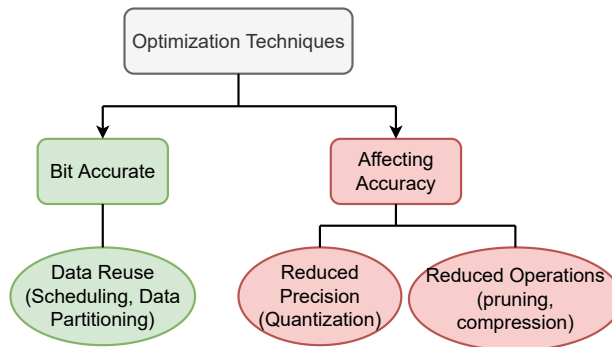 Optimization Techniques
Bit Accurate
Affecting
Accuracy
Data Reuse
(Scheduling, Data
Partitioning)
Reduced
Precision
(Quantization)
Reduced Operations
(pruning,
compression)